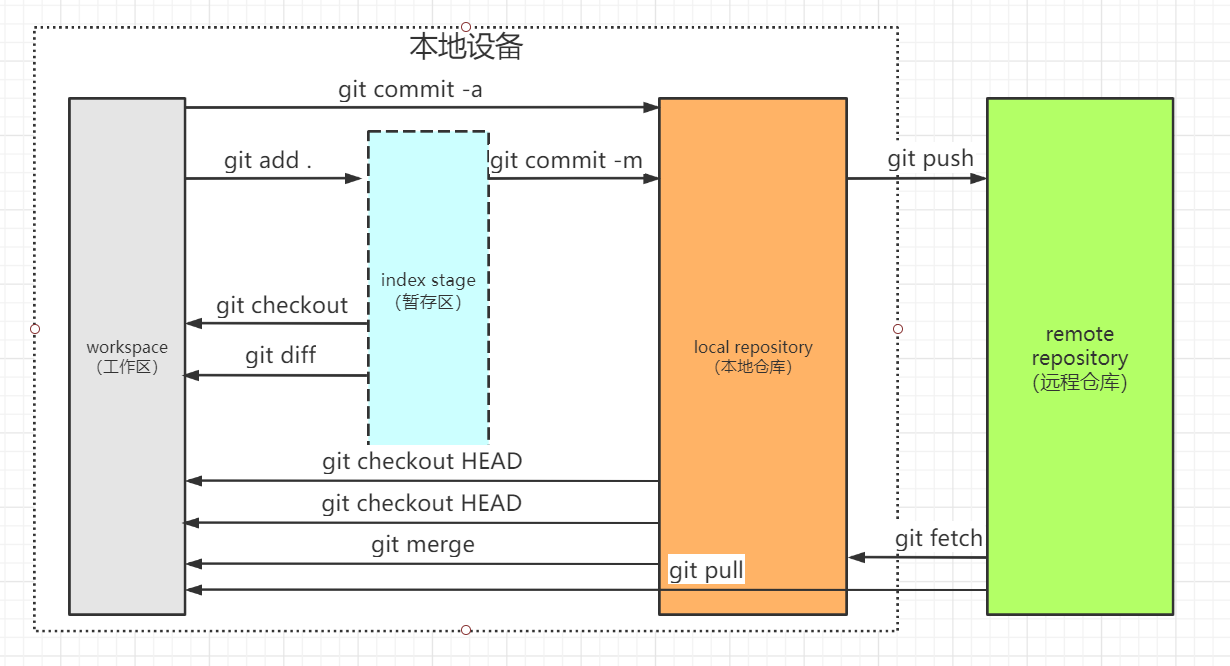 本地设备
git commit -a
git add .
git commit -m
git push
index stage
（暂存区）
git checkout
git diff
workspace
（工作区）
local repository
（本地仓库）
remote
repository
（远程仓库）
git checkout HEAD
git checkout HEAD
git merge
git fetch
git pull